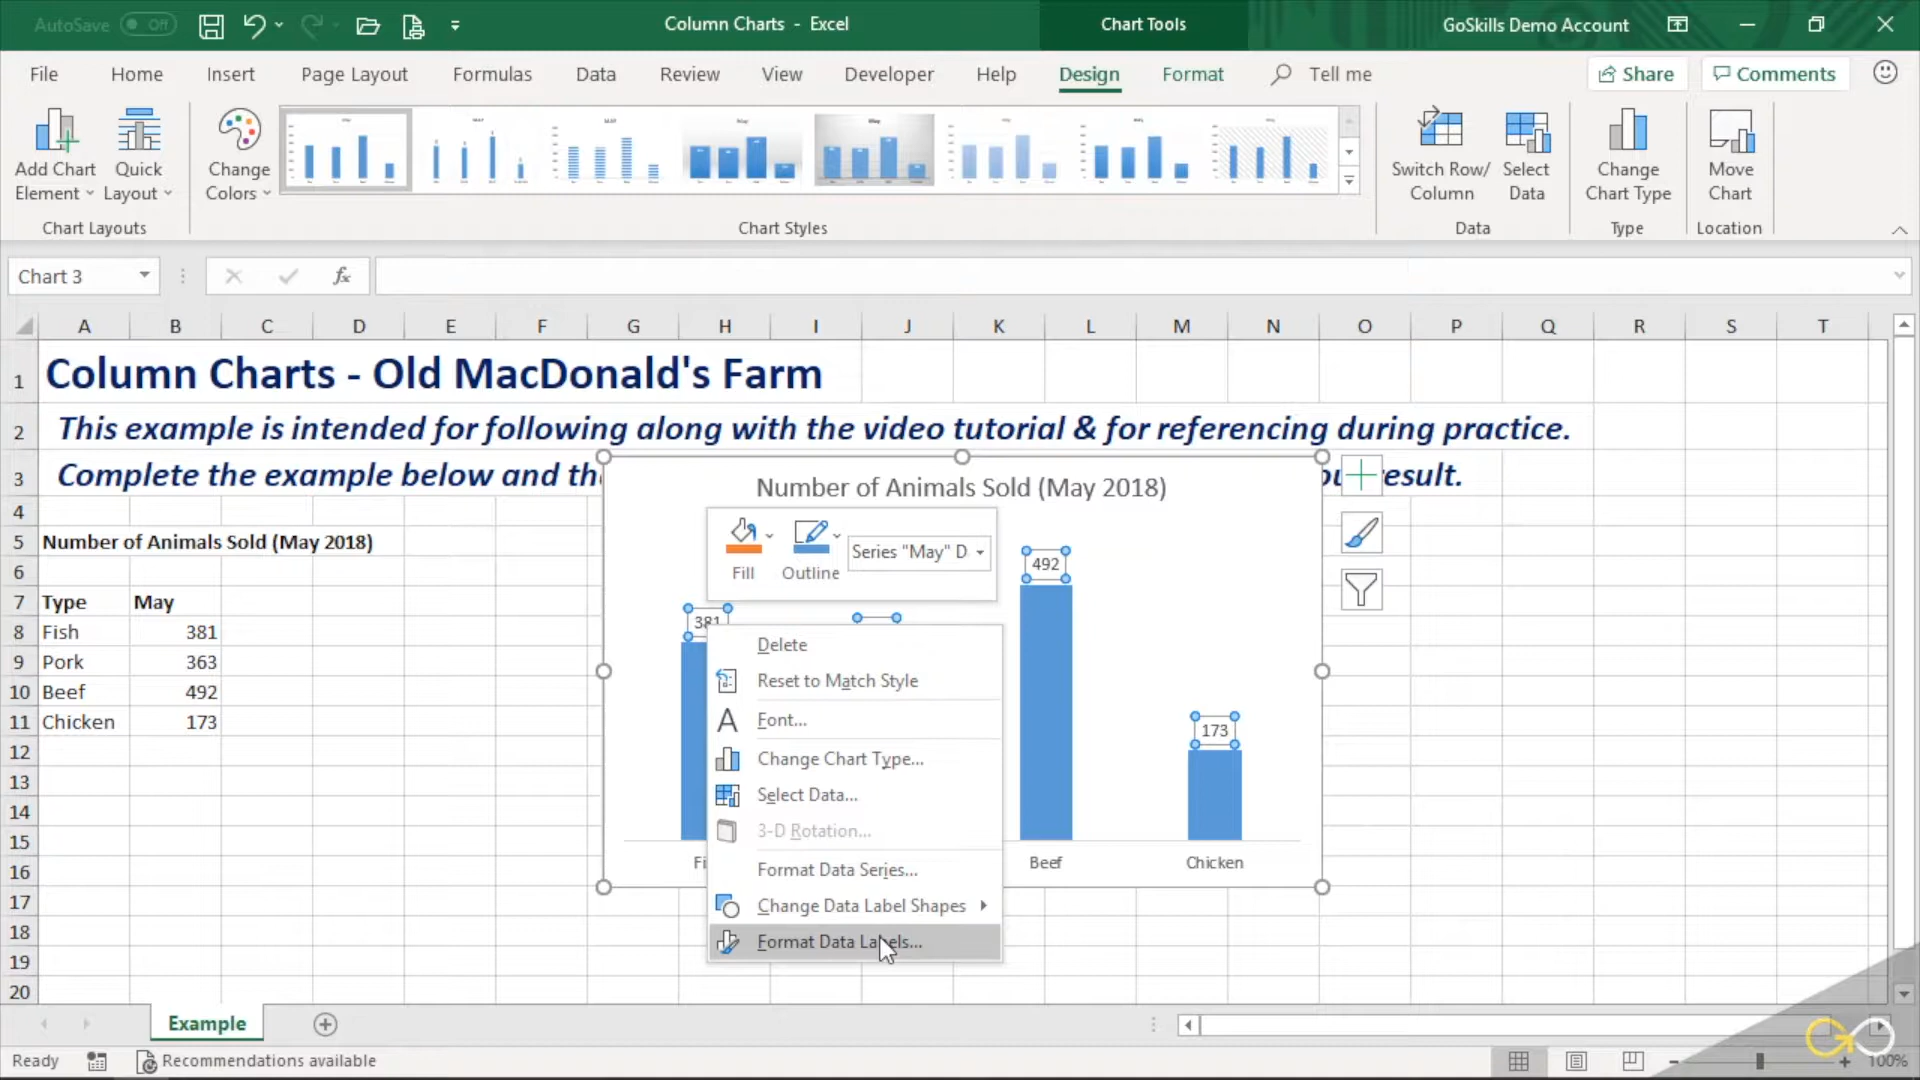 AutoSave Off
Column Charts - Excel
Chart Tools
GoSkills Demo Account
File Home Insert Page Layout Formulas Data Review View Developer Help Design Format Tell me Share Comments
Add Chart Element
Quick Layout
Change Colors
Switch Row/ Column
Select Data
Change Chart Type
Move Chart
Chart Layouts
Chart Styles
Data
Type
Location
Chart 3
fx
A B C D E F G H I J K L M N O P Q R S T
1 Column Charts - Old MacDonald's Farm
2 This example is intended for following along with the video tutorial & for referencing during practice.
3 Complete the example below and th
result.
4
5 Number of Animals Sold (May 2018)
6
7 Type May
8 Fish 381
9 Pork 363
10 Beef 492
11 Chicken 173
12
13
14
15
16
17
18
19
20
Number of Animals Sold (May 2018)
Fill
Outline
Series "May" D
381
492
173
Fi
Beef
Chicken
Delete
Reset to Match Style
Font...
Change Chart Type...
Select Data...
3-D Rotation...
Format Data Series...
Change Data Label Shapes
Format Data Labels...
Example
Ready
Recommendations available
100%